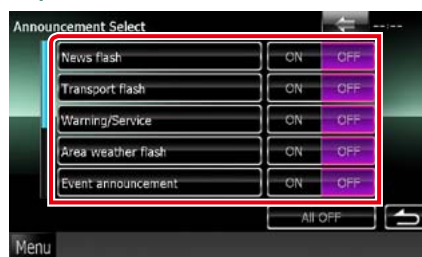 Announcement Select --:--
News flash ON OFF
Transport flash ON OFF
Warning/Service ON OFF
Area weather flash ON OFF
Event announcement ON OFF
All OFF
Menu